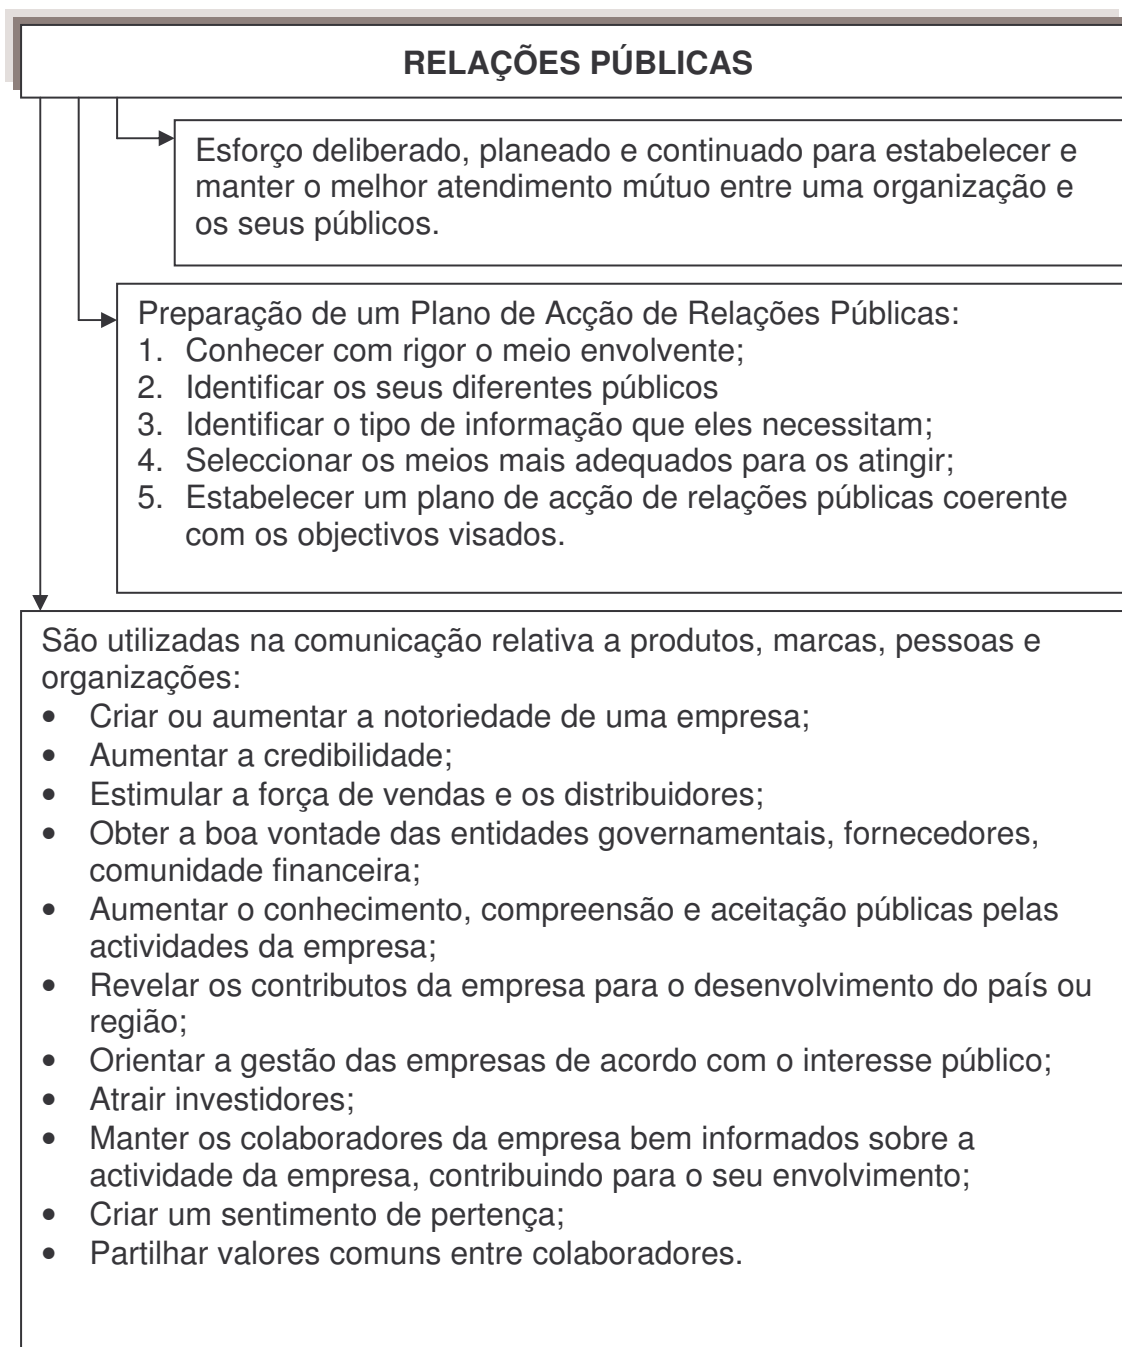 RELAÇÕES PÚBLICAS
Esforço deliberado, planeado e continuado para estabelecer e
manter o melhor atendimento mútuo entre uma organização e
os seus públicos.
Preparação de um Plano de Acção de Relações Públicas:
1. Conhecer com rigor o meio envolvente;
2. Identificar os seus diferentes públicos
3. Identificar o tipo de informação que eles necessitam;
4. Seleccionar os meios mais adequados para os atingir;
5. Estabelecer um plano de acção de relações públicas coerente
com os objectivos visados.
São utilizadas na comunicação relativa a produtos, marcas, pessoas e
organizações:
• Criar ou aumentar a notoriedade de uma empresa;
• Aumentar a credibilidade;
• Estimular a força de vendas e os distribuidores;
• Obter a boa vontade das entidades governamentais, fornecedores,
comunidade financeira;
• Aumentar o conhecimento, compreensão e aceitação públicas pelas
actividades da empresa;
• Revelar os contributos da empresa para o desenvolvimento do país ou
região;
• Orientar a gestão das empresas de acordo com o interesse público;
• Atrair investidores;
• Manter os colaboradores da empresa bem informados sobre a
actividade da empresa, contribuindo para o seu envolvimento;
• Criar um sentimento de pertença;
• Partilhar valores comuns entre colaboradores.